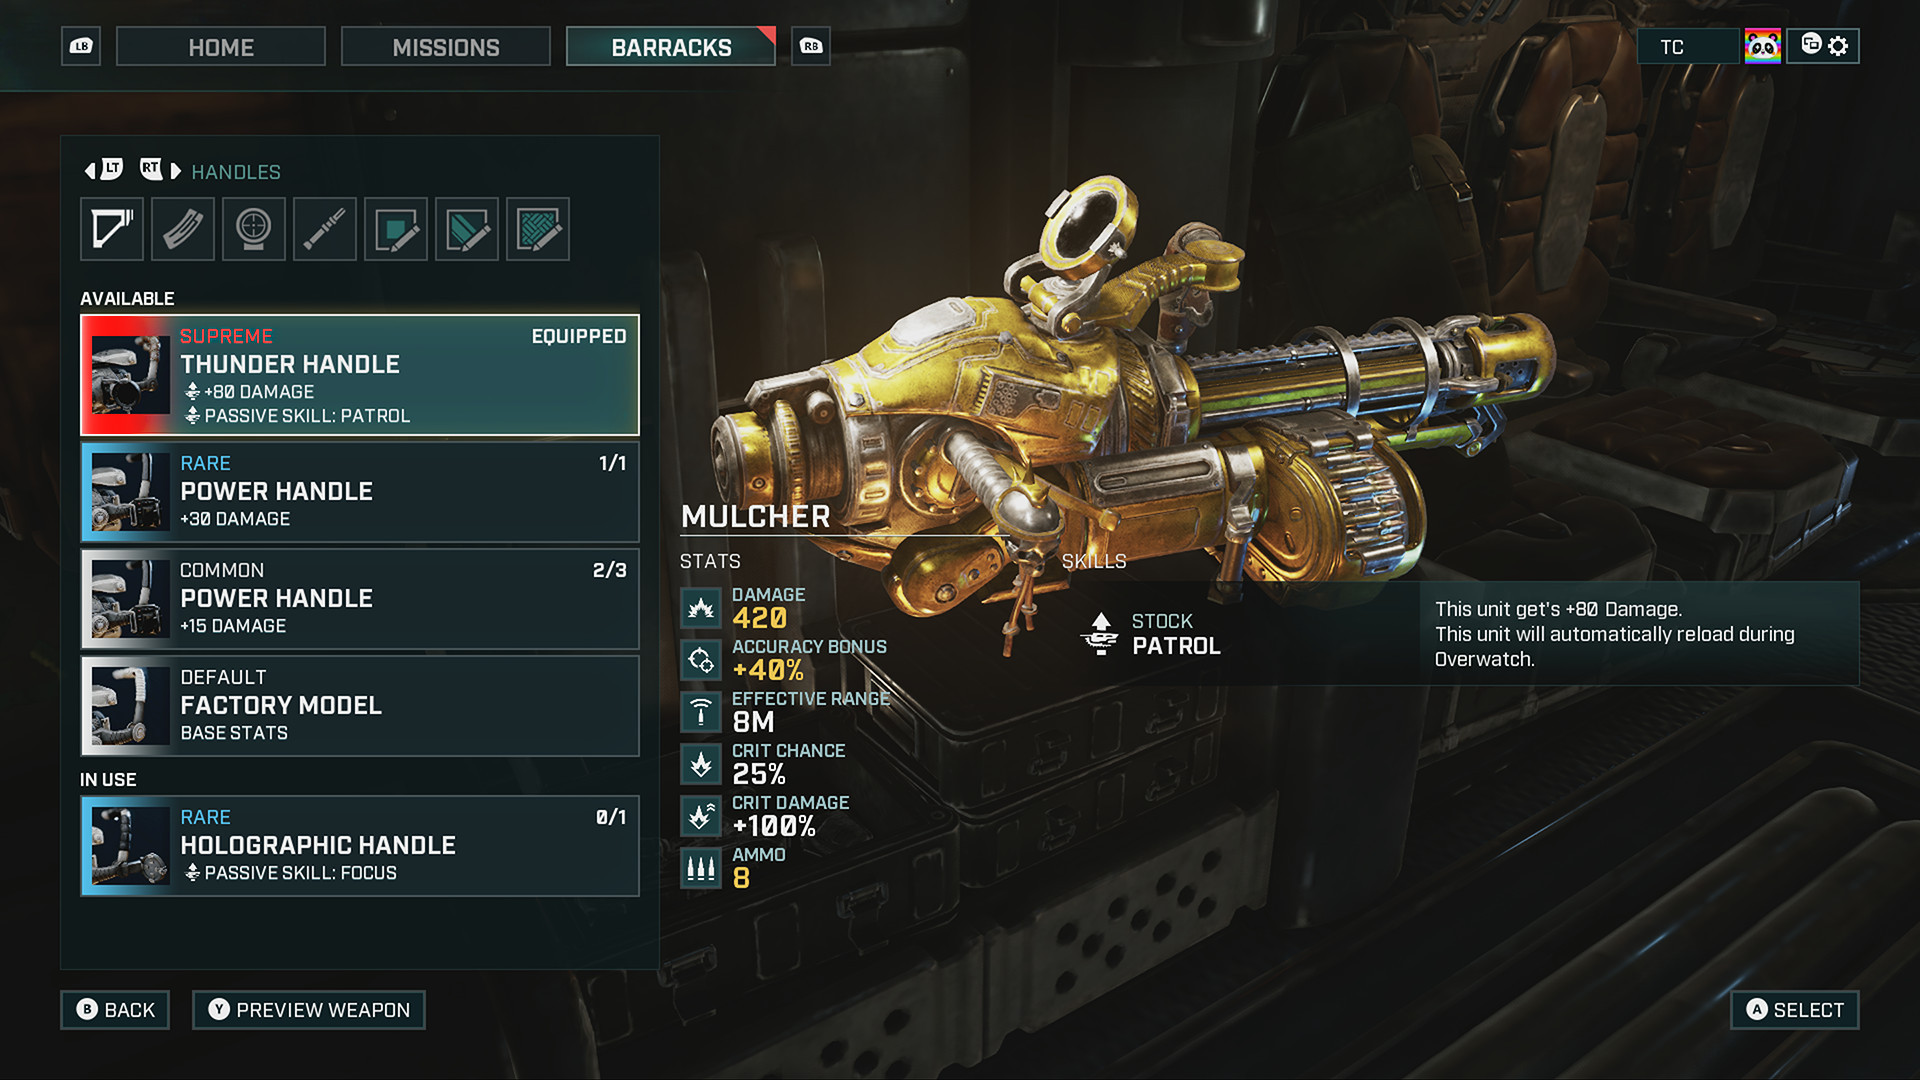 LB
HOME
MISSIONS
BARRACKS
RB
TC
LT RT HANDLES
AVAILABLE
SUPREME
EQUIPPED
THUNDER HANDLE
+80 DAMAGE
PASSIVE SKILL: PATROL
RARE
1/1
POWER HANDLE
+30 DAMAGE
COMMON
2/3
POWER HANDLE
+15 DAMAGE
DEFAULT
FACTORY MODEL
BASE STATS
IN USE
RARE
0/1
HOLOGRAPHIC HANDLE
PASSIVE SKILL: FOCUS
MULCHER
STATS
DAMAGE
420
ACCURACY BONUS
+40%
EFFECTIVE RANGE
8M
CRIT CHANCE
25%
CRIT DAMAGE
+100%
AMMO
8
SKILLS
STOCK
PATROL
This unit get's +80 Damage.
This unit will automatically reload during
Overwatch.
B BACK
Y PREVIEW WEAPON
A SELECT